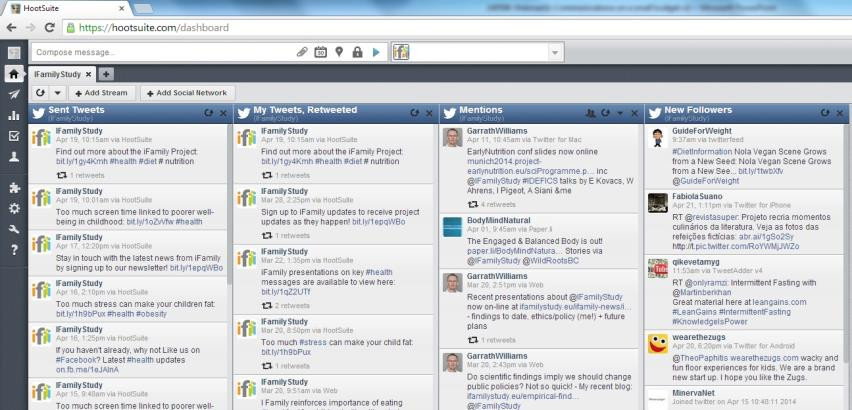 HootSuite
https://hootsuite.com/dashboard
Compose message...
IFamilyStudy
Add Stream
Add Social Network
Sent Tweets
(IFamilyStudy)
IFamilyStudy
Apr 19, 10:15am via HootSuite
Find out more about the iFamily Project:
bit.ly/1gy4Kmh #health #diet # nutrition
1 retweets
IFamilyStudy
Apr 19, 10:01am via HootSuite
Too much screen time linked to poorer well-
being in childhood: bit.ly/1oZvVfw #health
IFamilyStudy
Apr 17, 12:20pm via HootSuite
Stay in touch with the latest news from iFamily
by signing up to our newsletter! bit.ly/1epqWBo
IFamilyStudy
Apr 16, 2:10pm via HootSuite
Too much stress can make your children fat:
bit.ly/1h9bPux #health #obesity
IFamilyStudy
Apr 16, 1:25pm via HootSuite
If you haven't already, why not Like us on
#Facebook? Latest #health updates
on.fb.me/1eJAlnA
IFamilyStudy
Apr 15, 9:48am via HootSuite
Too much screen time linked to poorer well-
My Tweets, Retweeted
(IFamilyStudy)
IFamilyStudy
Apr 19, 10:15am via HootSuite
Find out more about the iFamily Project:
bit.ly/1gy4Kmh #health #diet # nutrition
1 retweets
IFamilyStudy
Mar 28, 2:25pm via HootSuite
Sign up to iFamily updates to receive project
updates as they happen! bit.ly/1epqWBo
1 retweets
IFamilyStudy
Mar 22, 1:35pm via HootSuite
iFamily presentations on key #health
messages are available to view here:
bit.ly/1qZ2UTf
2 retweets
IFamilyStudy
Mar 20, 8:50pm via HootSuite
Too much #stress can make your child fat:
bit.ly/1h9bPux
1 retweets
IFamilyStudy
Mar 20, 9:51am via Web
I Family reinforces importance of eating
Mentions
(IFamilyStudy)
GarrathWilliams
Apr 11, 10:45am via Twitter for Mac
EarlyNutrition conf slides now online
munich2014.project-
earlynutrition.eu/sciProgramme.p... inc
@IFamilyStudy #IDEFICS talks by E Kovacs, W
Ahrens, I Pigeot, A Siani &me
4 retweets
BodyMindNatural
Apr 01, 9:45am via Paper.li
The Engaged & Balanced Body is out!
paper.li/BodyMindNatura... Stories via
@IFamilyStudy @WildRootsBC
GarrathWilliams
Mar 20, 2:51pm via Web
Recent presentations about @IFamilyStudy
now on-line at ifamilystudy.eu/family-news/i...
- findings to date, ethics/policy (me!) + future
plans
1 retweets
GarrathWilliams
Mar 20, 2:43pm via Web
Do scientific findings imply we should change
public policies? Not so quick! - My recent blog:
ifamilystudy.eu/empirical-find...
@IFamilyStudy
New Followers
(IFamilyStudy)
GuideForWeight
9:37am via twitterfeed
#DietInformation Nola Vegan Scene Grows
from a New Seed: Nola Vegan Scene Grows
from a New... bit.ly/1twbXfv
@GuideForWeight
FabiolaSuano
Apr 21, 1:11pm via Twitter for iPhone
RT @revistasuper: Projeto recria momentos
culinários da literatura. Veja as fotos das
refeições fictícias: abr.ai/1gSo2Sy
http://t.pic.twitter.com/RoYWMjJWZo
qikevetamyg
11:53am via TweetAdder v4
RT @onlyramzi: Intermittent Fasting with
@Martinberkhan
Great material here at leangains.com
#LeanGains #IntermittentFasting
#KnowledgeIsPower
wearethezugs
Apr 20, 6:20pm via Twitter for Android
@TheoPaphitis wearethezugs.com wacky and
fun floor experiences for kids. We are a
brand new start up. I hope you like the Zugs.
MinervaNet
Joined twitter on Apr 15 10:48:11 2014